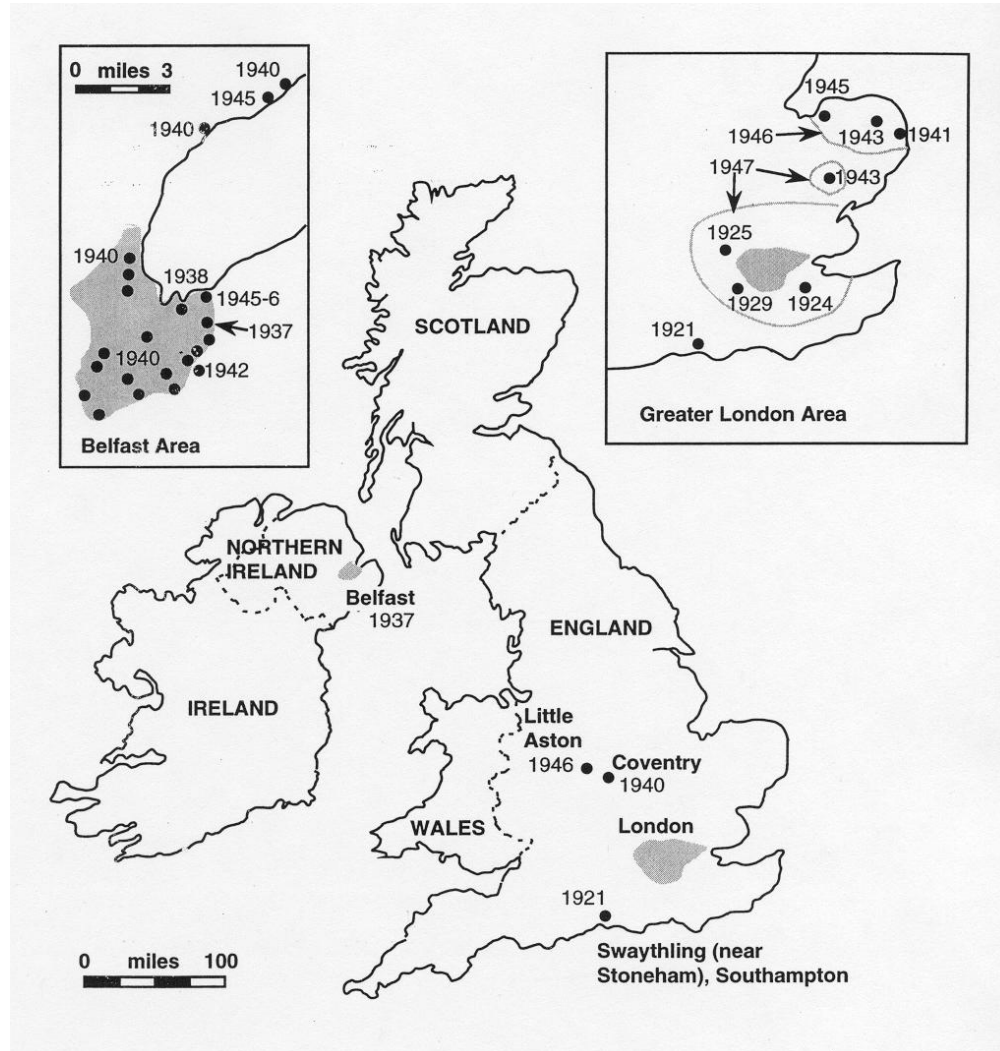 0 miles 3
1940
1945
1940
1940
1938
1945-6
1937
1940
1942
Belfast Area
1945
1946
1943
1941
1947
1943
1925
1929
1924
1921
Greater London Area
SCOTLAND
NORTHERN
IRELAND
Belfast
1937
ENGLAND
IRELAND
Little
Aston
1946
Coventry
1940
WALES
London
1921
Swaythling (near
Stoneham), Southampton
0 miles 100